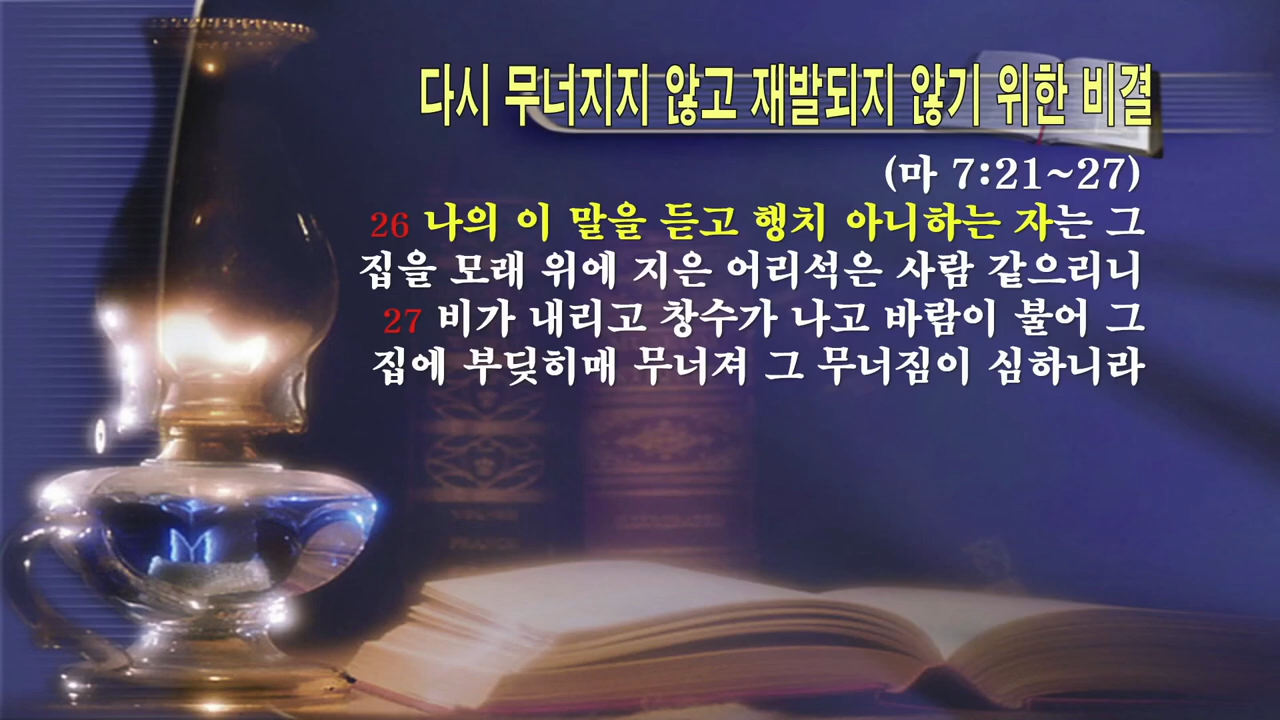 다시 무너지지 않고 재발되지 않기 위한 비결
(마 7:21~27)
26 나의 이 말을 듣고 행치 아니하는 자는 그
집을 모래 위에 지은 어리석은 사람 같으리니
27 비가 내리고 창수가 나고 바람이 불어 그
집에 부딪히매 무너져 그 무너짐이 심하니라